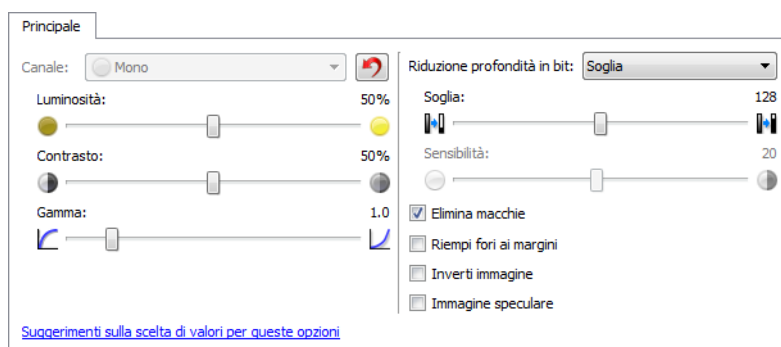 Principale
Canale: Mono
Luminosità: 50%
Contrasto: 50%
Gamma: 1.0
Suggerimenti sulla scelta di valori per queste opzioni
Riduzione profondità in bit: Soglia
Soglia: 128
Sensibilità: 20
Elimina macchie
Riempi fori ai margini
Inverti immagine
Immagine speculare